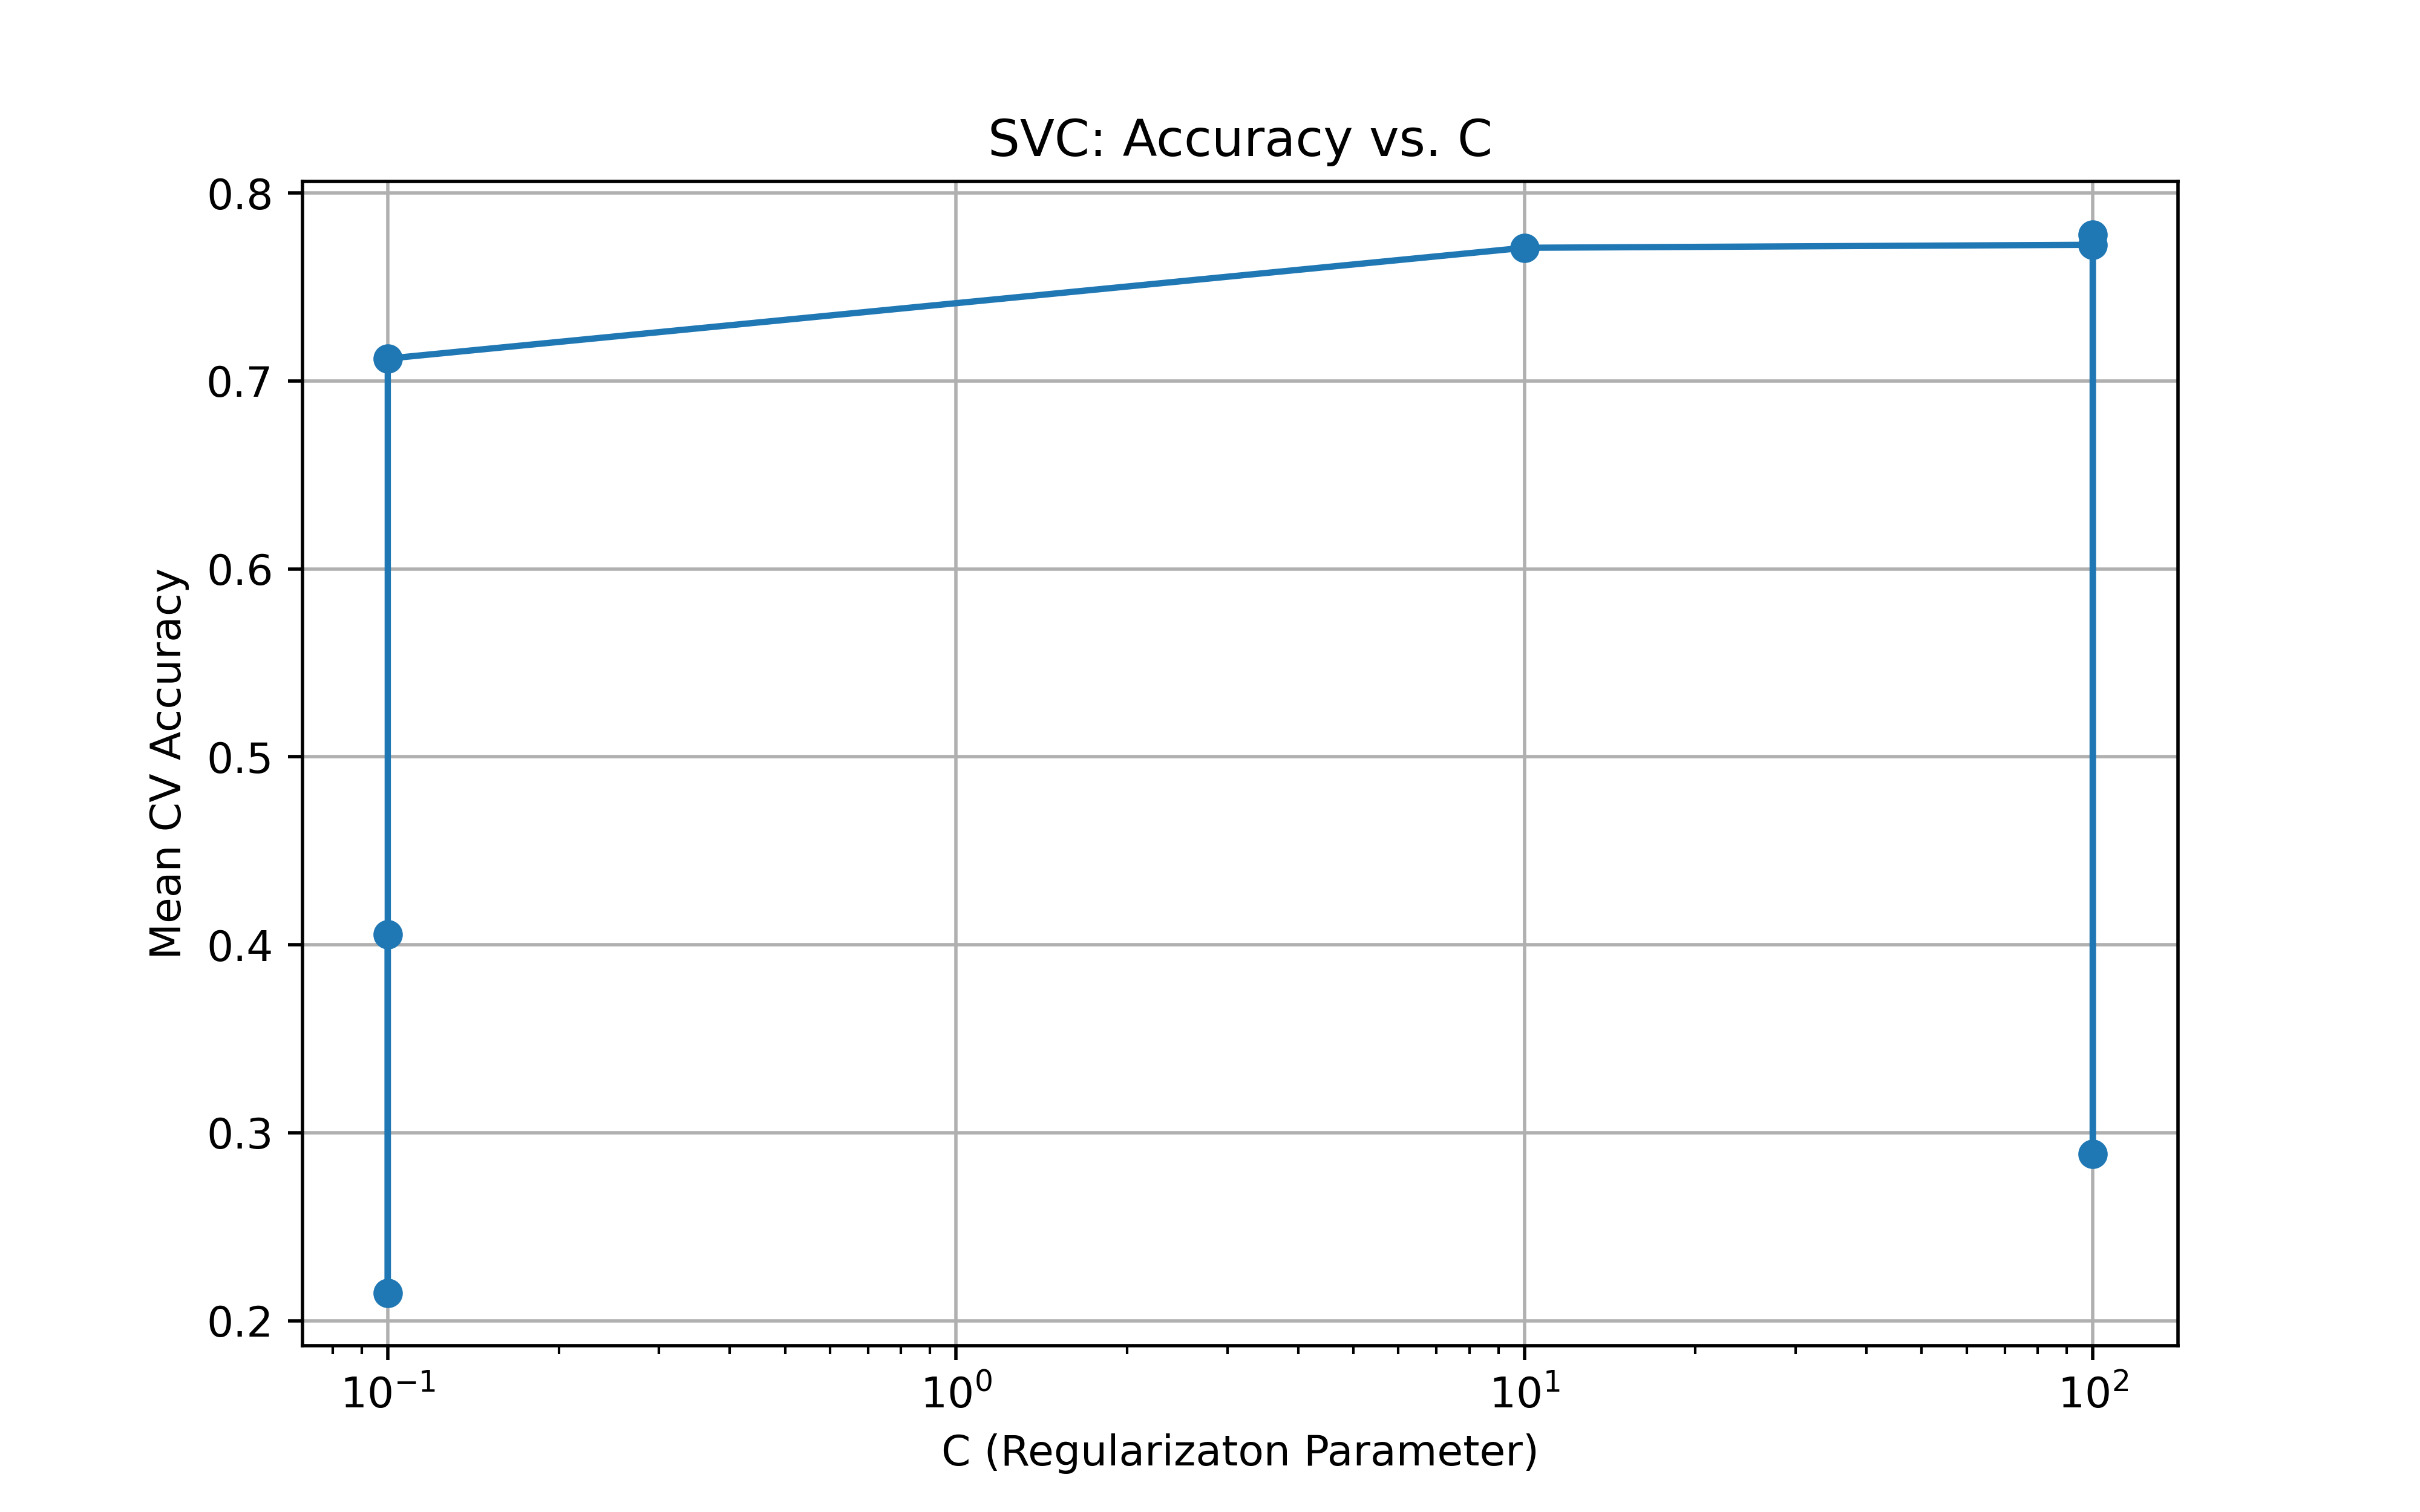 SVC: Accuracy vs. C
Mean CV Accuracy
0.8
0.7
0.6
0.5
0.4
0.3
0.2
10⁻¹ 10⁰ 10¹ 10²
C (Regularizaton Parameter)